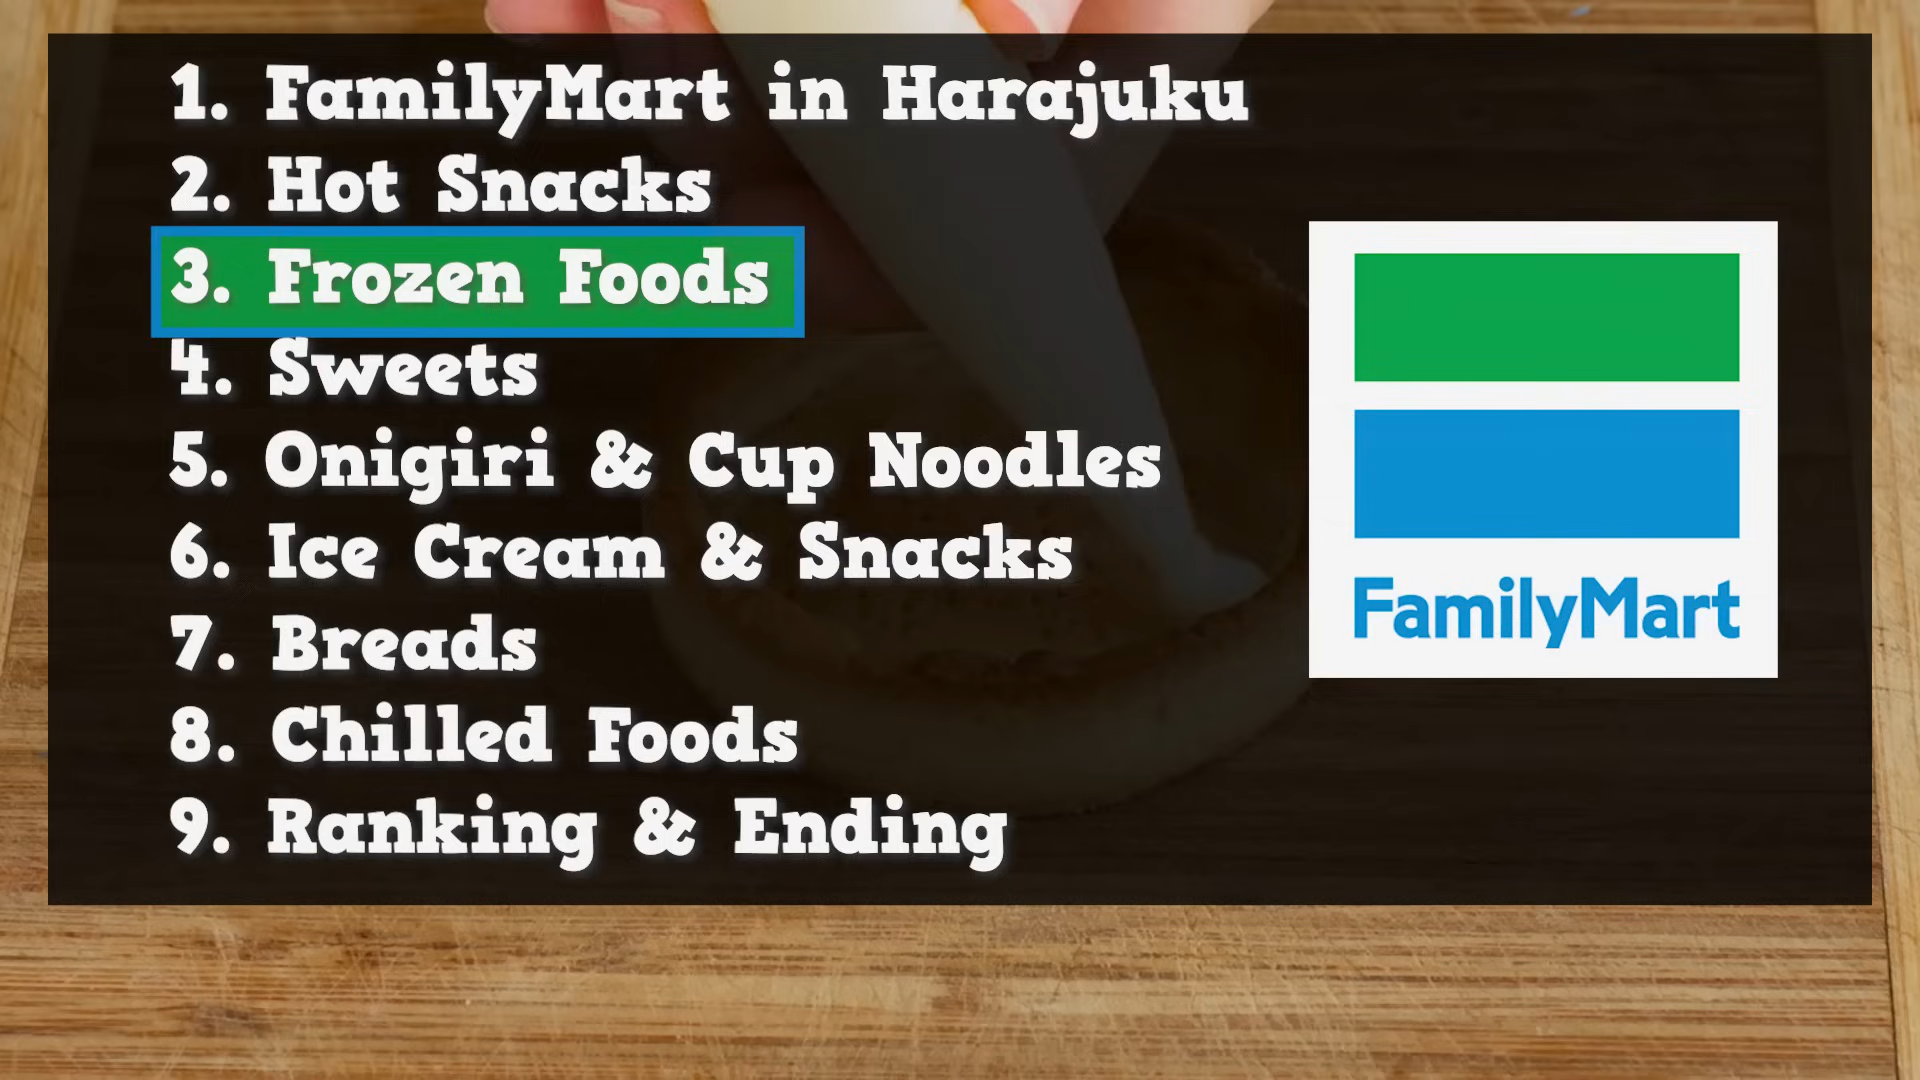 1. FamilyMart in Harajuku
2. Hot Snacks
3. Frozen Foods
4. Sweets
5. Onigiri & Cup Noodles
6. Ice Cream & Snacks
7. Breads
8. Chilled Foods
9. Ranking & Ending
FamilyMart